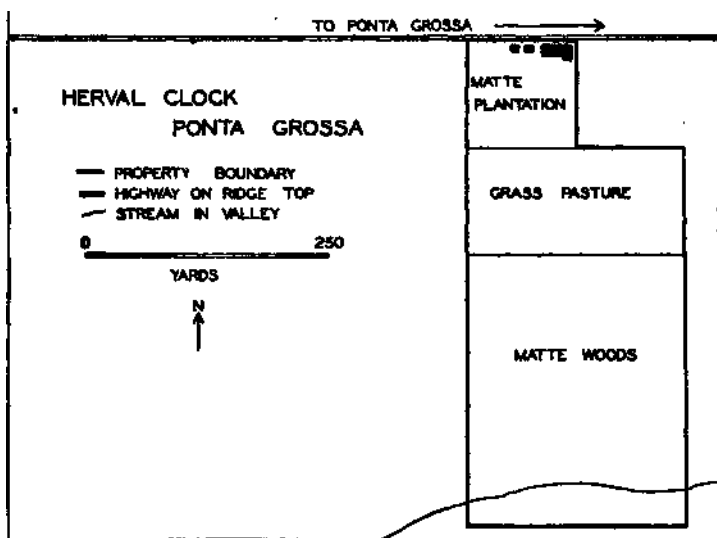 TO PONTA GROSSA
HERVAL CLOCK
PONTA GROSSA
PROPERTY BOUNDARY
HIGHWAY ON RIDGE TOP
STREAM IN VALLEY
0 250
YARDS
N
MATTE
PLANTATION
GRASS PASTURE
MATTE WOODS